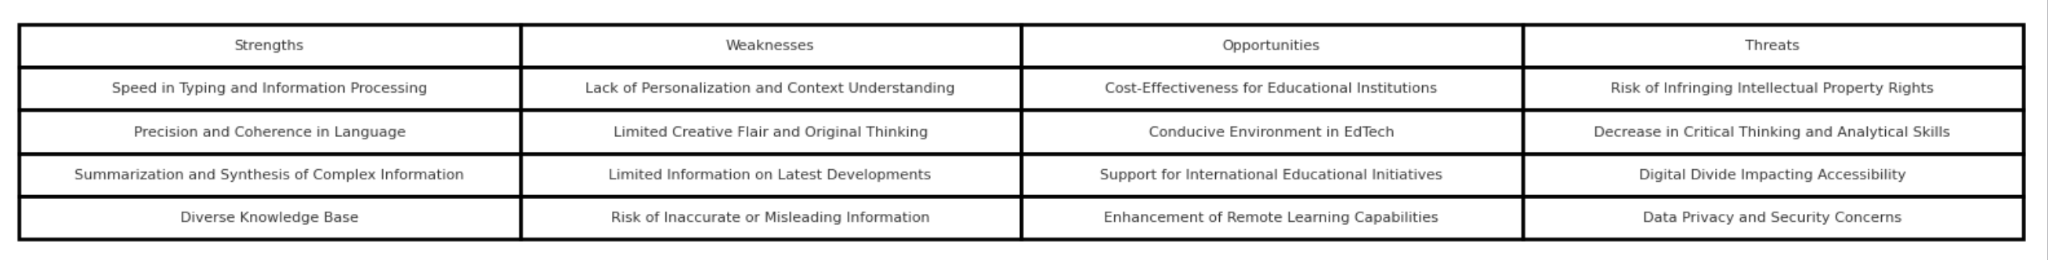 Strengths Weaknesses Opportunities Threats
Speed in Typing and Information Processing Lack of Personalization and Context Understanding Cost-Effectiveness for Educational Institutions Risk of Infringing Intellectual Property Rights
Precision and Coherence in Language Limited Creative Flair and Original Thinking Conducive Environment in EdTech Decrease in Critical Thinking and Analytical Skills
Summarization and Synthesis of Complex Information Limited Information on Latest Developments Support for International Educational Initiatives Digital Divide Impacting Accessibility
Diverse Knowledge Base Risk of Inaccurate or Misleading Information Enhancement of Remote Learning Capabilities Data Privacy and Security Concerns